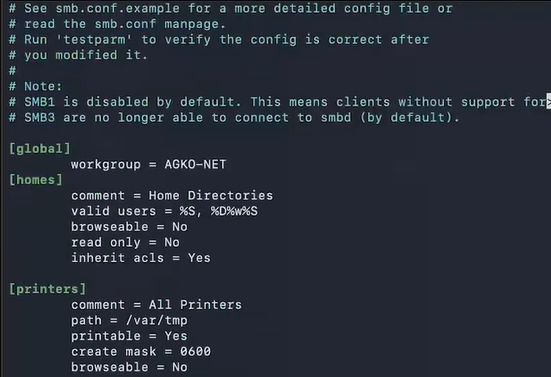 # See smb.conf.example for a more detailed config file or
# read the smb.conf manpage.
# Run 'testparm' to verify the config is correct after
# you modified it.
#
# Note:
# SMB1 is disabled by default. This means clients without support for>
# SMB3 are no longer able to connect to smbd (by default).
[global]
workgroup = AGKO-NET
[homes]
comment = Home Directories
valid users = %S, %D%w%S
browseable = No
read only = No
inherit acls = Yes
[printers]
comment = All Printers
path = /var/tmp
printable = Yes
create mask = 0600
browseable = No